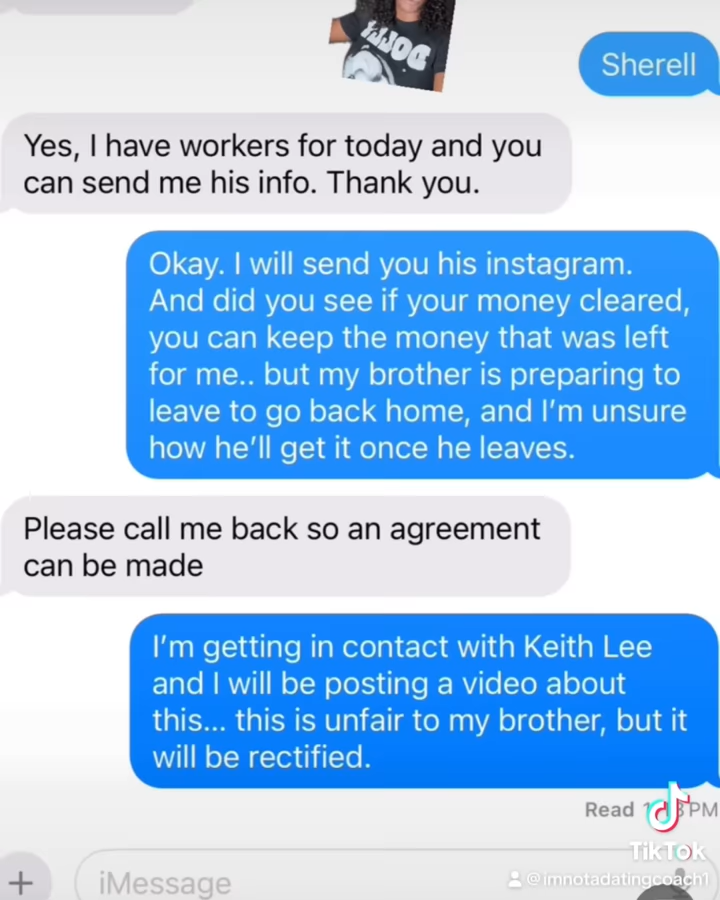 DOLLY
Sherell
Yes, I have workers for today and you
can send me his info. Thank you.
Okay. I will send you his instagram.
And did you see if your money cleared,
you can keep the money that was left
for me.. but my brother is preparing to
leave to go back home, and I'm unsure
how he'll get it once he leaves.
Please call me back so an agreement
can be made
I'm getting in contact with Keith Lee
and I will be posting a video about
this... this is unfair to my brother, but it
will be rectified.
Read PM
TikTok
iMessage
@imnotadatingcoach1